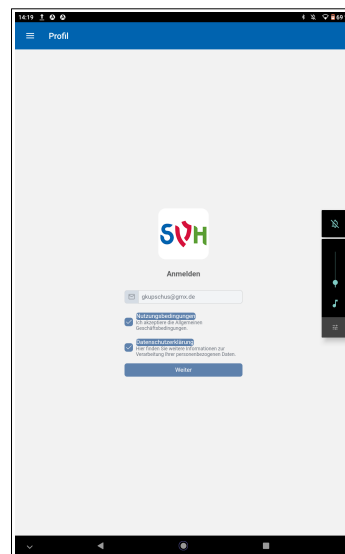 14:19
69
Profil
SVH
Anmelden
gkupschus@gmx.de
Nutzungsbedingungen
Ich akzeptiere die Allgemeinen
Geschäftsbedingungen.
Datenschutzerklärung
Hier finden Sie weitere Informationen zur
Verarbeitung Ihrer personenbezogenen Daten.
Weiter